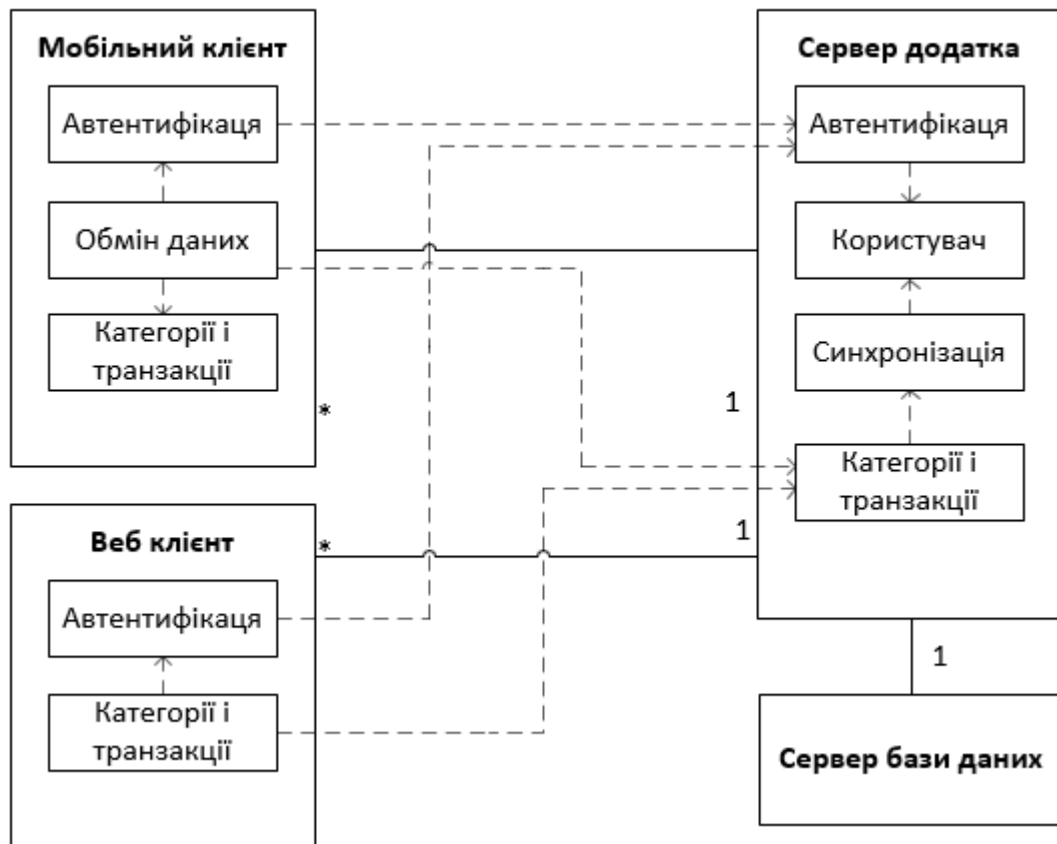 Мобільний клієнт
Автентифікаця
Обмін даних
Категорії і
транзакції
*
Веб клієнт
*
Автентифікаця
Категорії і
транзакції
Сервер додатка
Автентифікаця
Користувач
Синхронізація
1
Категорії і
транзакції
1
1
Сервер бази даних